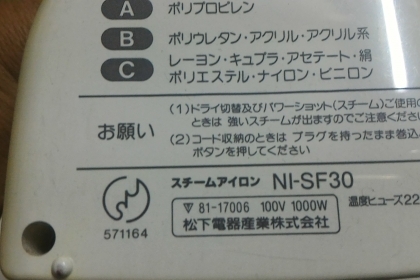 A ポリプロピレン
B ポリウレタン・アクリル・アクリル系
C レーヨン・キュプラ・アセテート・絹
ポリエステル・ナイロン・ビニロン
お願い
(1)ドライ切替及びパワーショット(スチーム)ご使用の
ときは 強いスチームが出ますのでご注意くださ
(2)コード収納のときは プラグを持ったまま巻込
ボタンを押してください
スチームアイロン NI-SF30
▽ 81-17006 100V 1000W
温度ヒューズ22
松下電器産業株式会社
571164